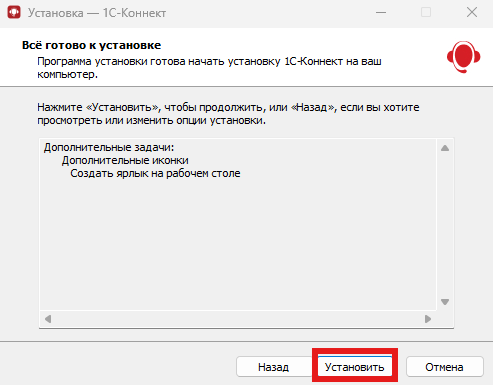 Установка — 1С-Коннект
Всё готово к установке
Программа установки готова начать установку 1С-Коннект на ваш
компьютер.
Нажмите «Установить», чтобы продолжить, или «Назад», если вы хотите
просмотреть или изменить опции установки.
Дополнительные задачи:
Дополнительные иконки
Создать ярлык на рабочем столе
Назад
Установить
Отмена